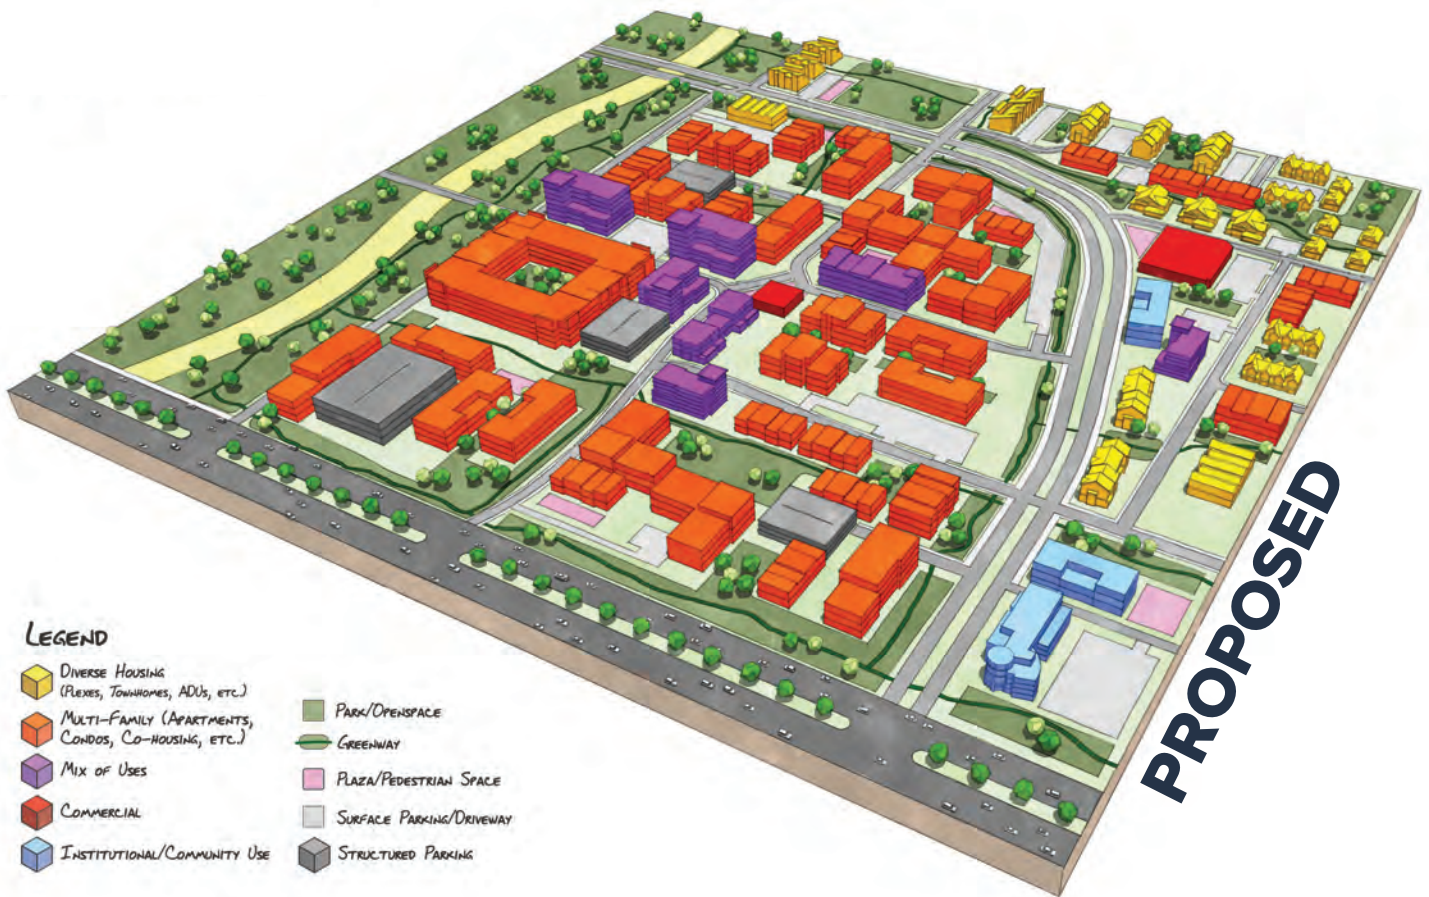 PROPOSED
LEGEND
DIVERSE HOUSING
(PLEXES, TOWNHOMES, ADUS, ETC.)
MULTI-FAMILY (APARTMENTS,
CONDOS, CO-HOUSING, ETC.)
MIX OF USES
COMMERCIAL
INSTITUTIONAL/COMMUNITY USE
PARK/OPENSPACE
GREENWAY
PLAZA/PEDESTRIAN SPACE
SURFACE PARKING/DRIVEWAY
STRUCTURED PARKING